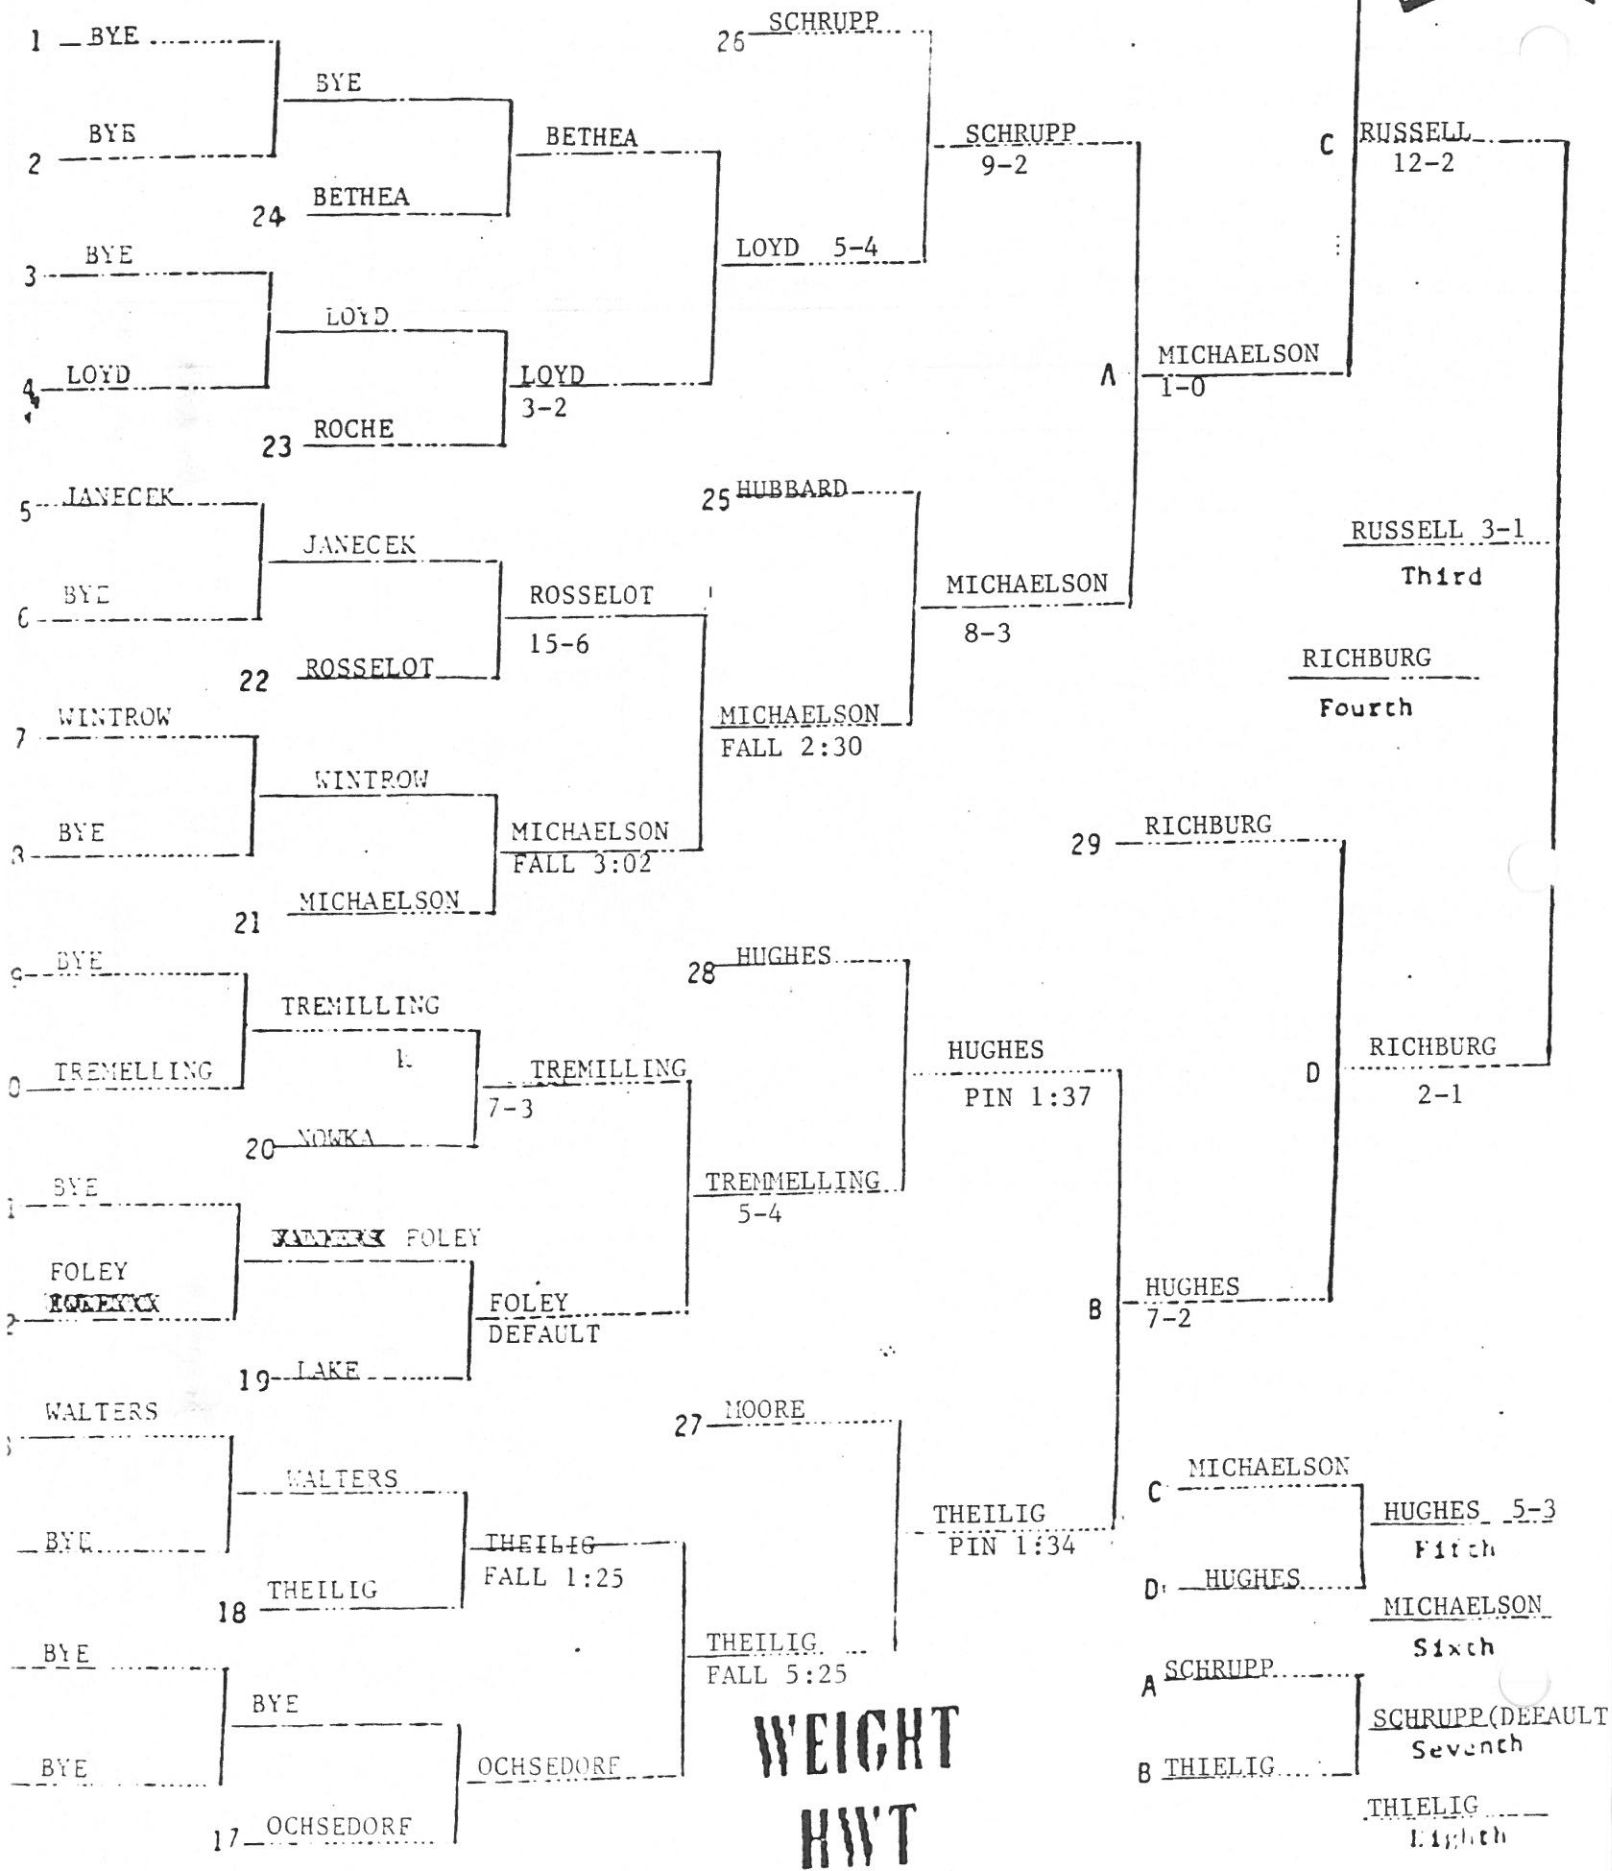 1 BYE
BYE
2 BYE
24 BETHEA
BETHEA
3 BYE
LOYD
4 LOYD
LOYD
3-2
23 ROCHE
LOYD 5-4
26 SCHRUPP
SCHRUPP
9-2
5 JANECEK
JANECEK
6 BYE
22 ROSSELOT
ROSSELOT
15-6
7 WINTROW
WINTROW
8 BYE
21 MICHAELSON
MICHAELSON
FALL 3:02
MICHAELSON
FALL 2:30
25 HUBBARD
MICHAELSON
8-3
A MICHAELSON
1-0
C RUSSELL
12-2
RUSSELL 3-1
Third
RICHBURG
Fourth
9 BYE
TREMILLING
0 TREMELLING
20 NOWKA
TREMILLING
7-3
1 BYE
FOLEY
FOLEY
2
19 LAKE
FOLEY
DEFAULT
TREMMELLING
5-4
28 HUGHES
HUGHES
PIN 1:37
WALTERS
WALTERS
BYE
18 THEILIG
THEILIG
FALL 1:25
BYE
BYE
BYE
17 OCHSEDORF
OCHSEDORF
THEILIG
FALL 5:25
27 MOORE
THEILIG
PIN 1:34
B HUGHES
7-2
29 RICHBURG
D RICHBURG
2-1
C MICHAELSON
D HUGHES
HUGHES 5-3
Fifth
MICHAELSON
Sixth
A SCHRUPP
B THIELIG
SCHRUPP(DEFAULT
Seventh
THIELIG
Eighth
WEIGHT
HWT